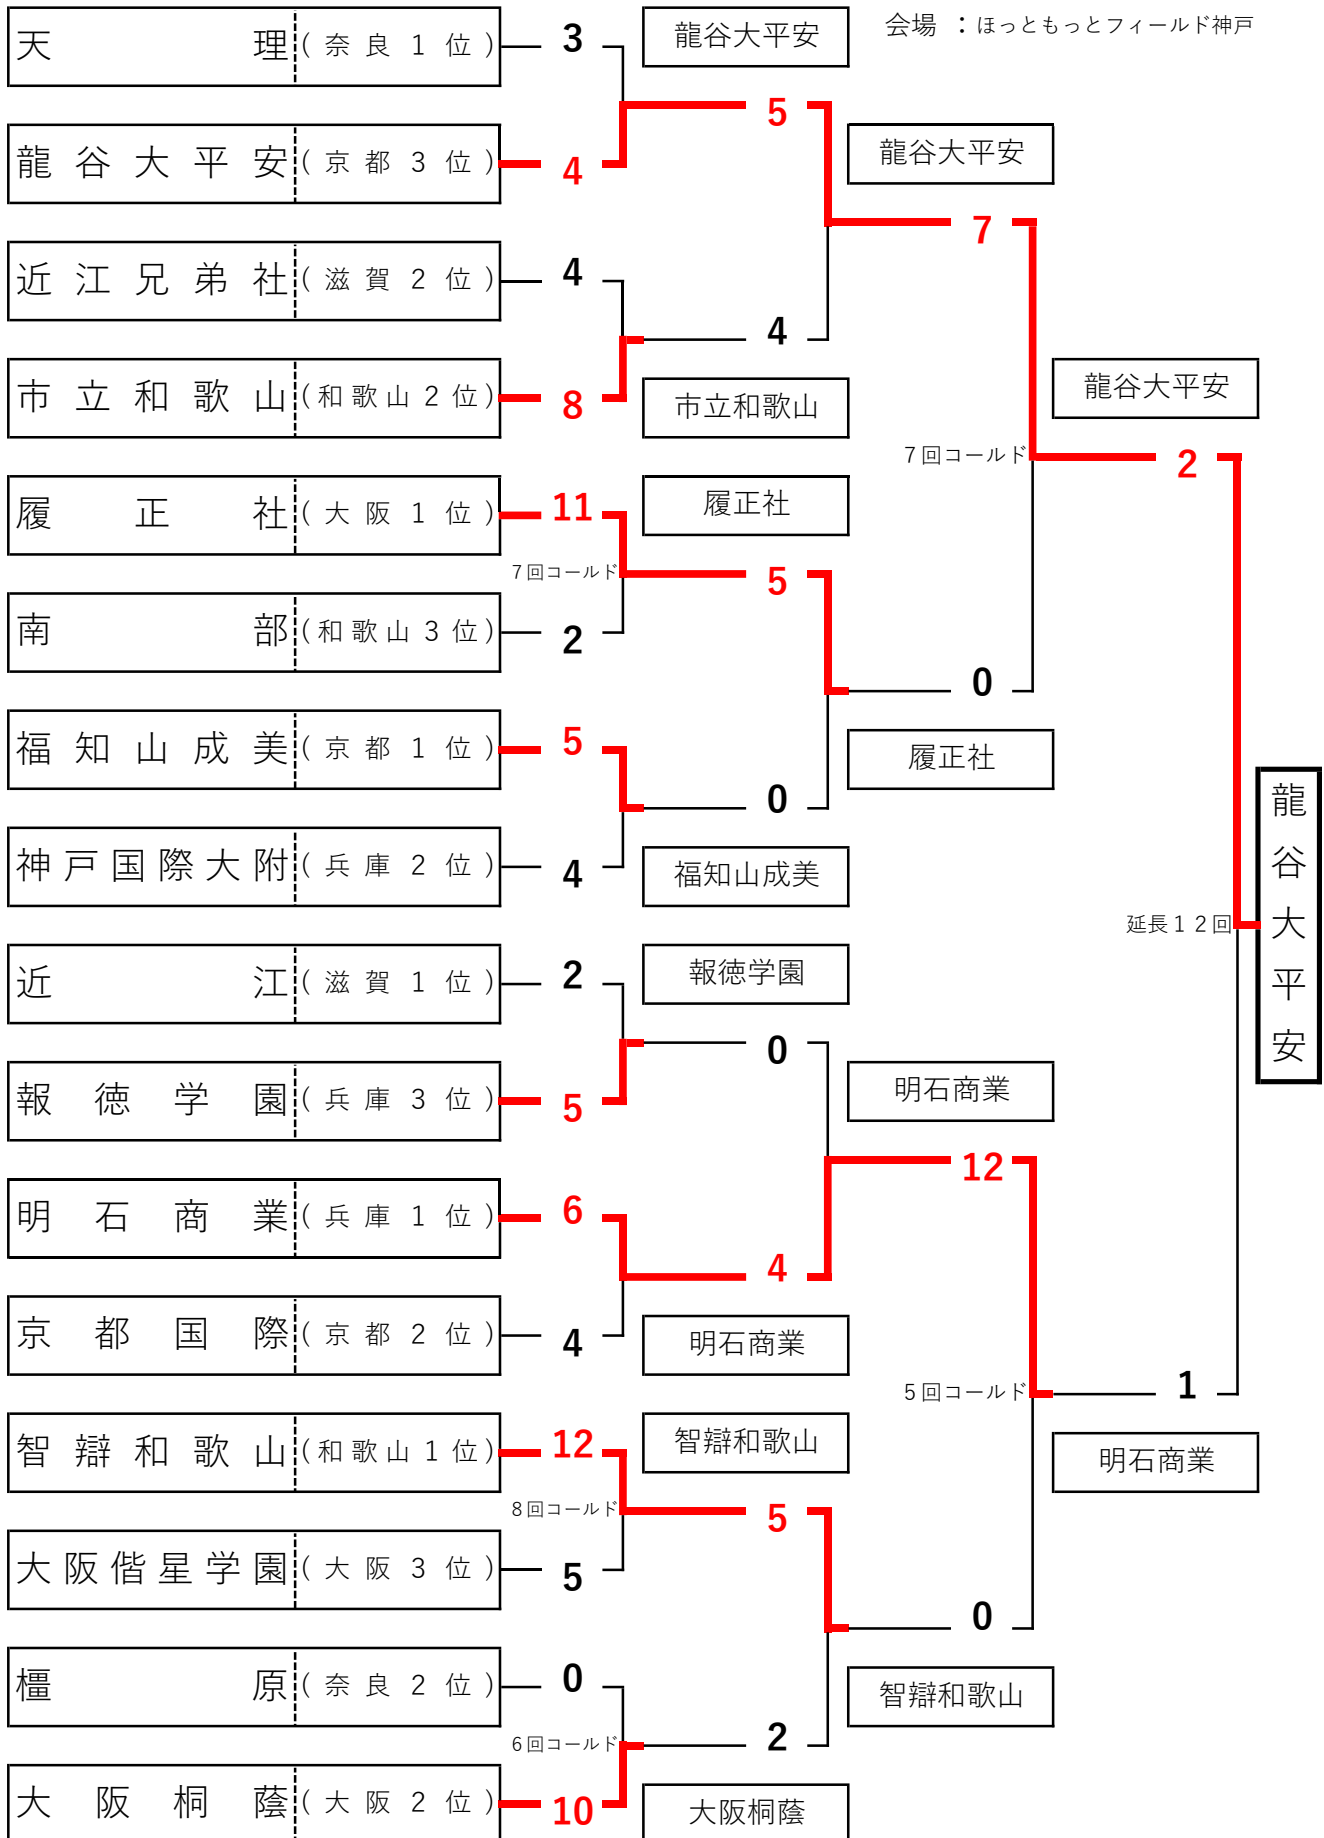 天理(奈良1位) 3 龍谷大平安 会場 ：ほっともっとフィールド神戸
5
龍谷大平安(京都3位) 4 龍谷大平安
7
近江兄弟社(滋賀2位) 4
4
市立和歌山(和歌山2位) 8 市立和歌山 龍谷大平安
7回コールド 2
履正社(大阪1位) 11 履正社
7回コールド 5
南部(和歌山3位) 2
0
福知山成美(京都1位) 5 履正社
0
神戸国際大附(兵庫2位) 4 福知山成美
延長12回 龍谷大平安
近江(滋賀1位) 2 報徳学園
0
報徳学園(兵庫3位) 5 明石商業
12
明石商業(兵庫1位) 6
4
京都国際(京都2位) 4 明石商業
5回コールド 1
智辯和歌山(和歌山1位) 12 智辯和歌山 明石商業
8回コールド 5
大阪偕星学園(大阪3位) 5
0
橿原(奈良2位) 0 智辯和歌山
6回コールド 2
大阪桐蔭(大阪2位) 10 大阪桐蔭